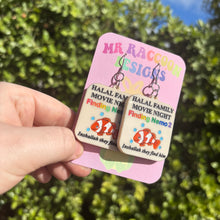 MR RACCOON
DESIGNS
HALAL FAMILY
MOVIE NIGHT
Finding Nemo 2
Inshallah they find him
HALAL FAMILY
MOVIE NIGHT
Finding Nemo 2
Inshallah they find him